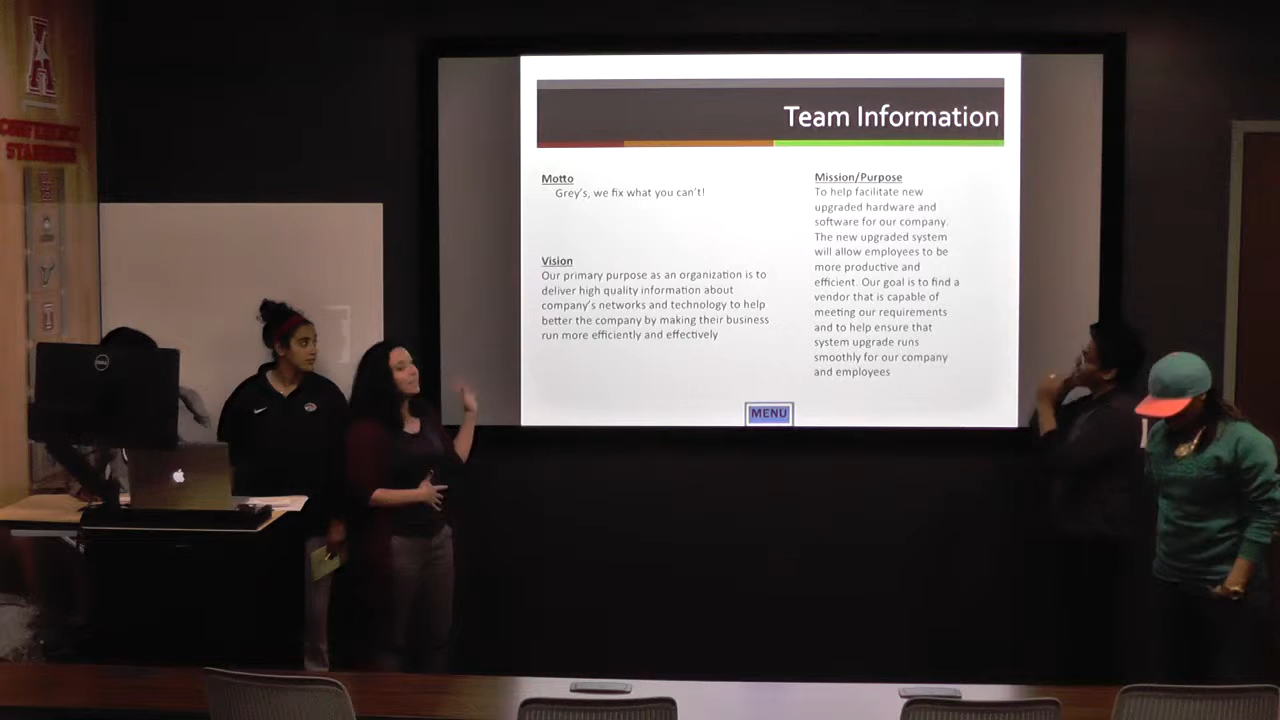 A
CONFERENCE
STANDINGS
Team Information
Motto
Grey's, we fix what you can't!
Vision
Our primary purpose as an organization is to
deliver high quality information about
company's networks and technology to help
better the company by making their business
run more efficiently and effectively
Mission/Purpose
To help facilitate new
upgraded hardware and
software for our company.
The new upgraded system
will allow employees to be
more productive and
efficient. Our goal is to find a
vendor that is capable of
meeting our requirements
and to help ensure that
system upgrade runs
smoothly for our company
and employees
MENU
DELL